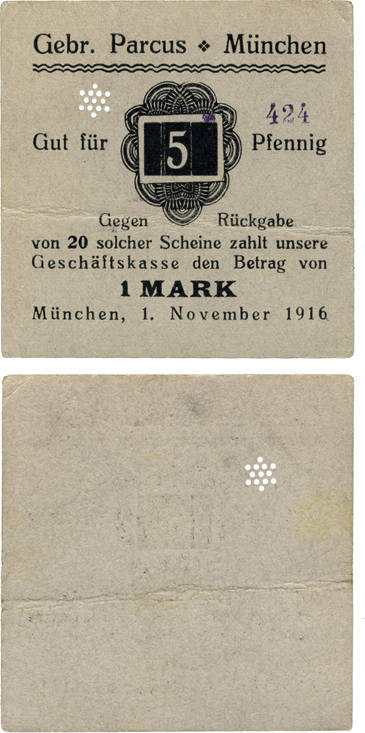 Gebr. Parcus ❖ München
424
Gut für 5 Pfennig
Gegen Rückgabe
von 20 solcher Scheine zahlt unsere
Geschäftskasse den Betrag von
1 MARK
München, 1. November 1916